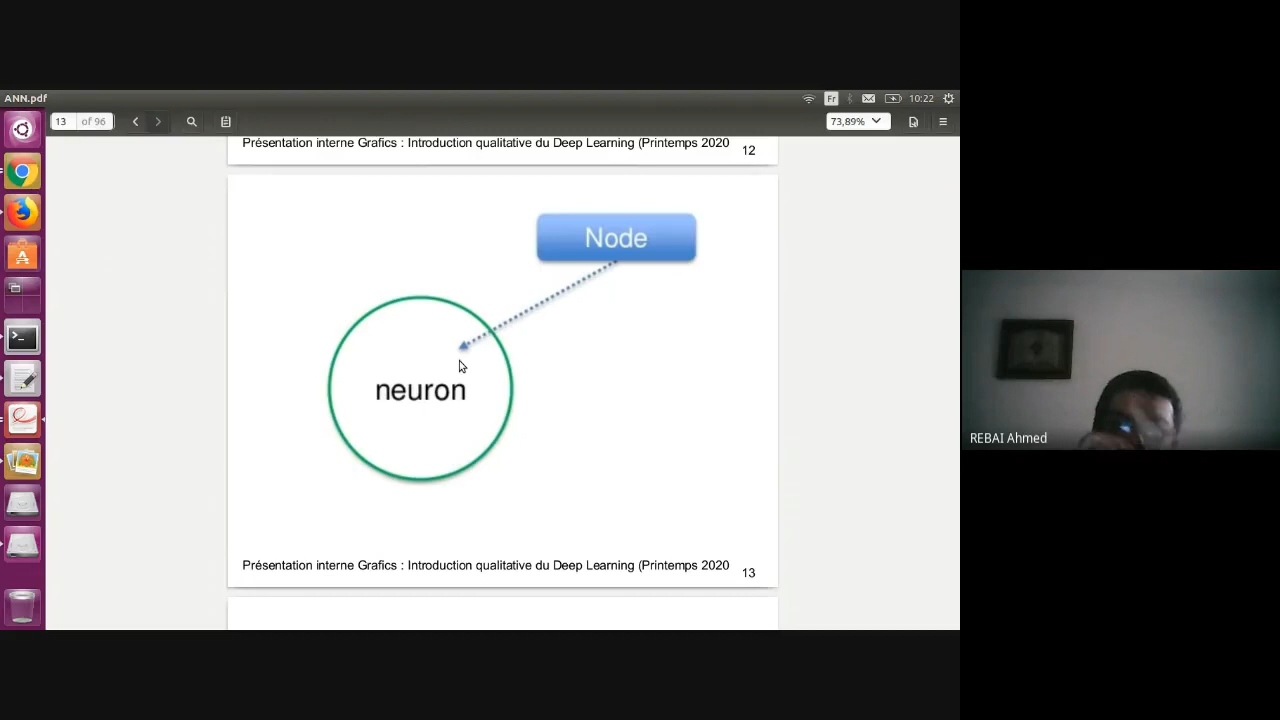 ANN.pdf
Fr
10:22
13
of 96
73,89%
Présentation interne Grafics : Introduction qualitative du Deep Learning (Printemps 2020
12
Node
neuron
Présentation interne Grafics : Introduction qualitative du Deep Learning (Printemps 2020
13
REBAI Ahmed